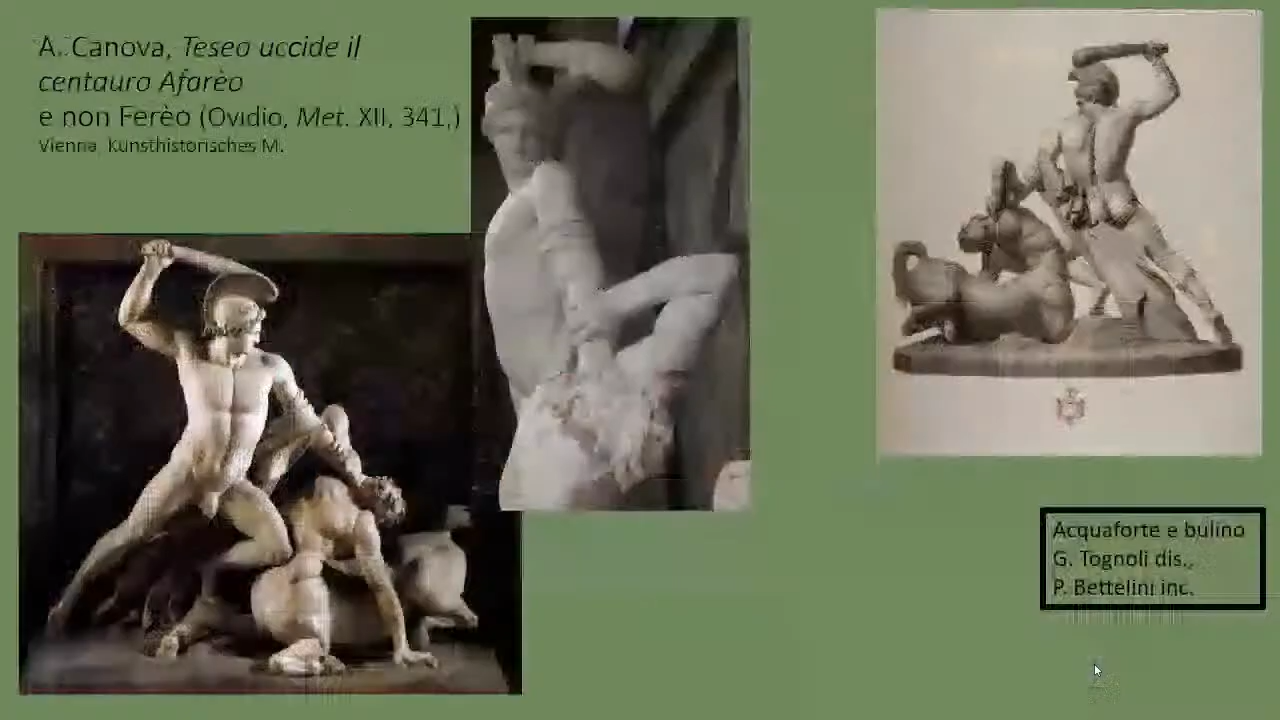 A. Canova, Teseo uccide il
centauro Afarèo
e non Ferèo (Ovidio, Met. XII, 341,)
Vienna, Kunsthistorisches M.
Acquaforte e bulino
G. Tognoli dis.,
P. Bettelini inc.